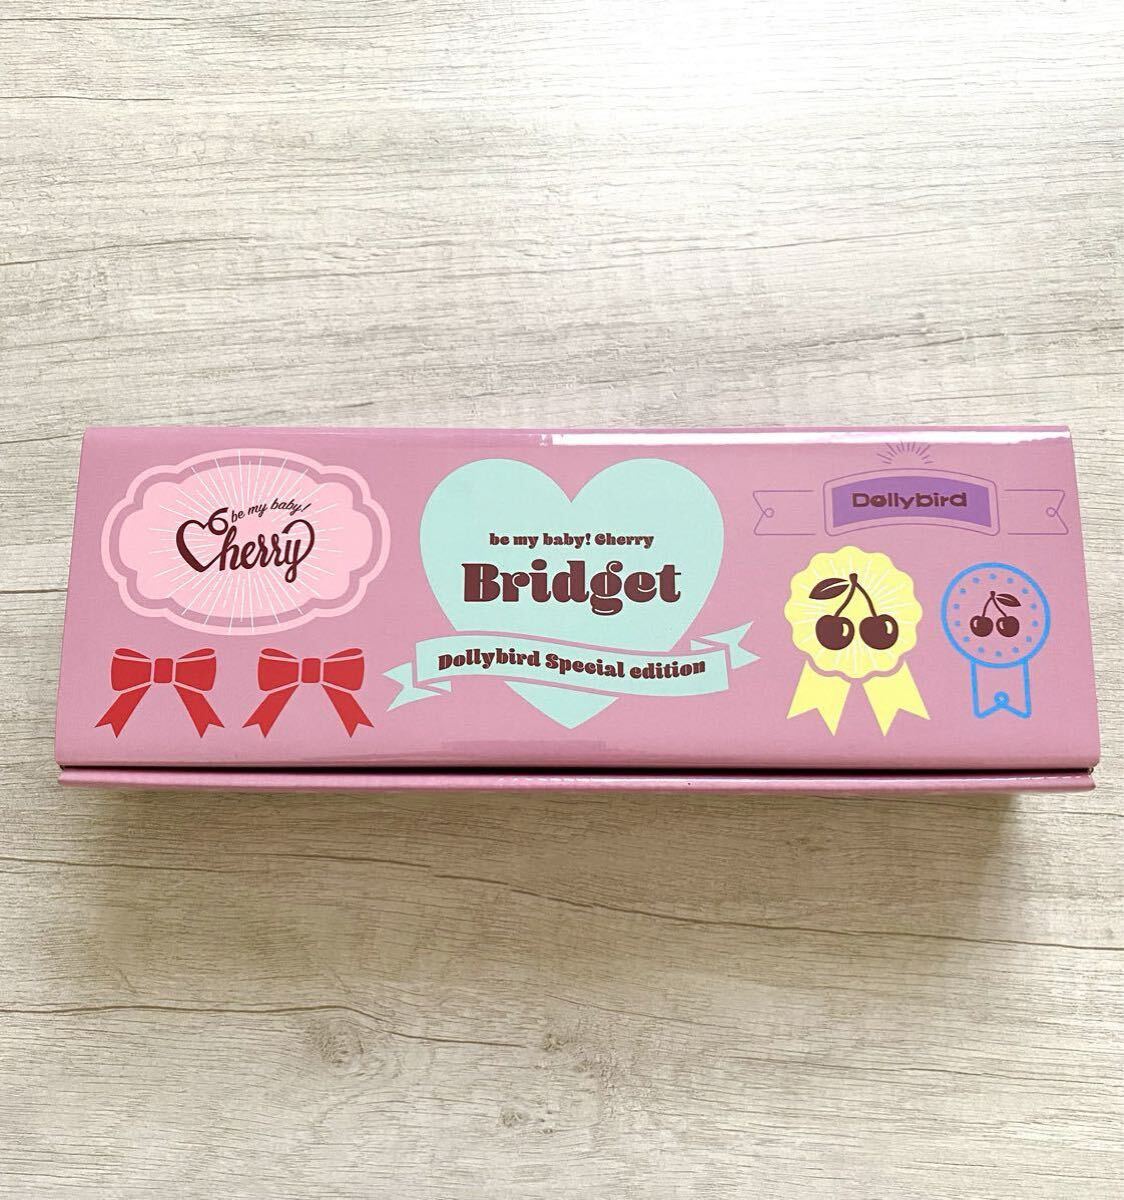 be my baby!
Cherry
be my baby! Cherry
Bridget
Dollybird Special edition
Dollybird